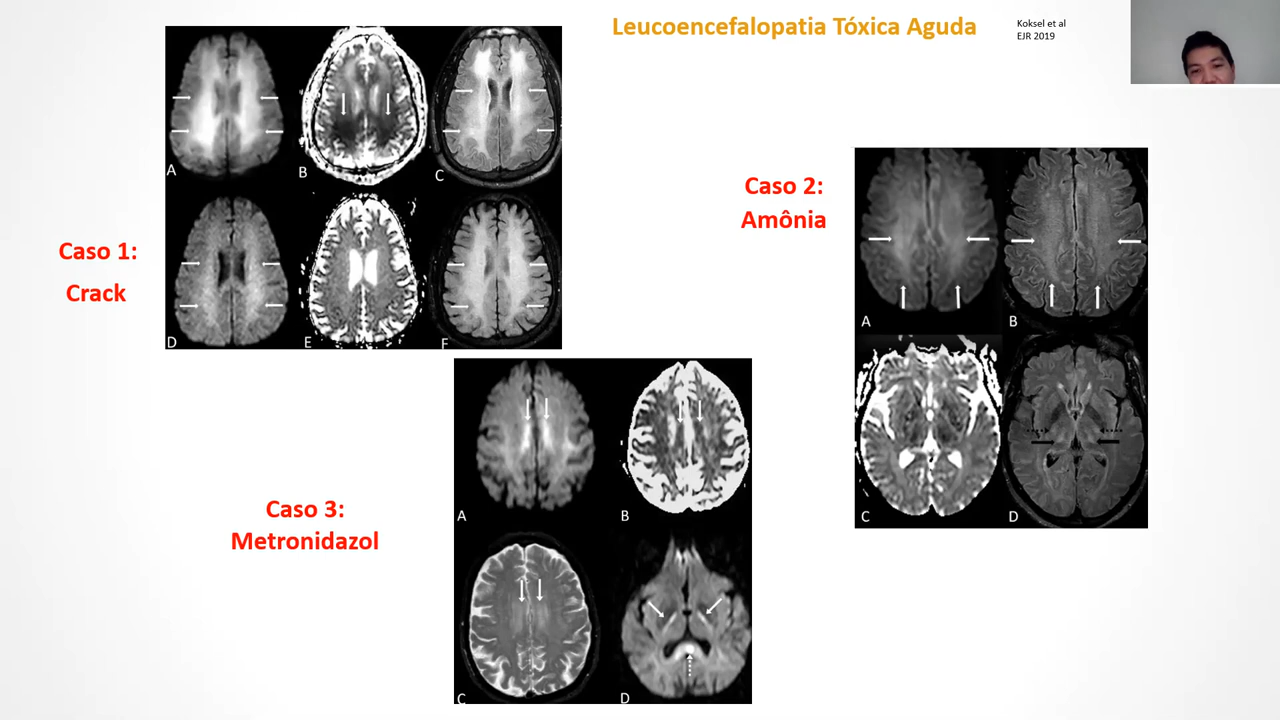 Leucoencefalopatia Tóxica Aguda
Koksel et al
EJR 2019
A
B
C
D
E
F
Caso 1:
Crack
Caso 2:
Amônia
A
B
C
D
Caso 3:
Metronidazol
A
B
C
D